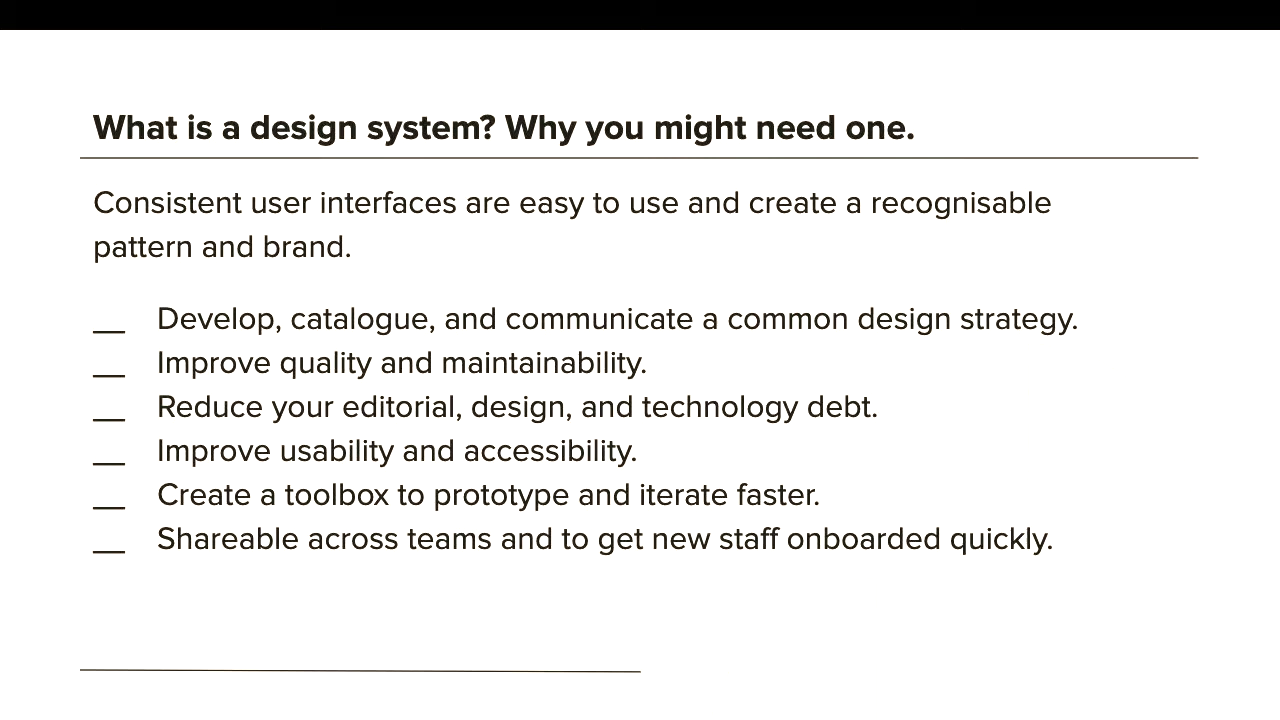 What is a design system? Why you might need one.
Consistent user interfaces are easy to use and create a recognisable
pattern and brand.
__ Develop, catalogue, and communicate a common design strategy.
__ Improve quality and maintainability.
__ Reduce your editorial, design, and technology debt.
__ Improve usability and accessibility.
__ Create a toolbox to prototype and iterate faster.
__ Shareable across teams and to get new staff onboarded quickly.